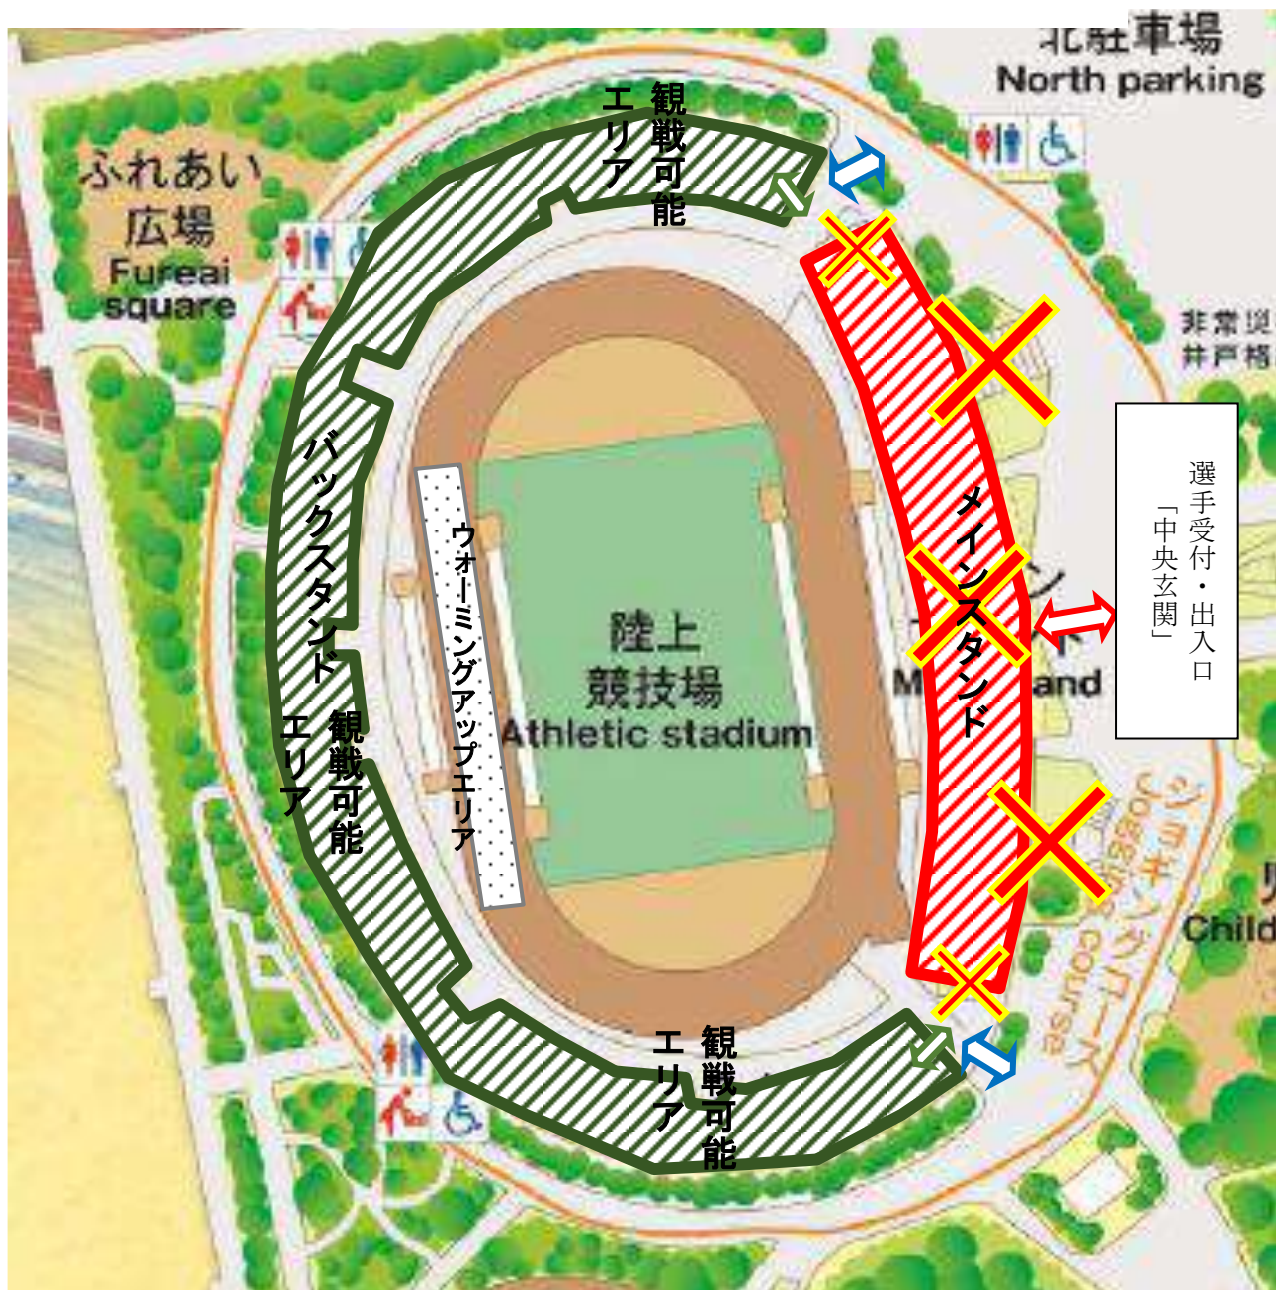 北駐車場
North parking
ふれあい
広場
Fureai
square
観戦可能
エリア
非常災
井戸格
選手受付・出入口
「中央玄関」
バックスタンド
観戦可能
エリア
ウォーミングアップエリア
陸上
競技場
Athletic stadium
メインスタンド
and
ジョギングコース
Jogging course
Child
観戦可能
エリア